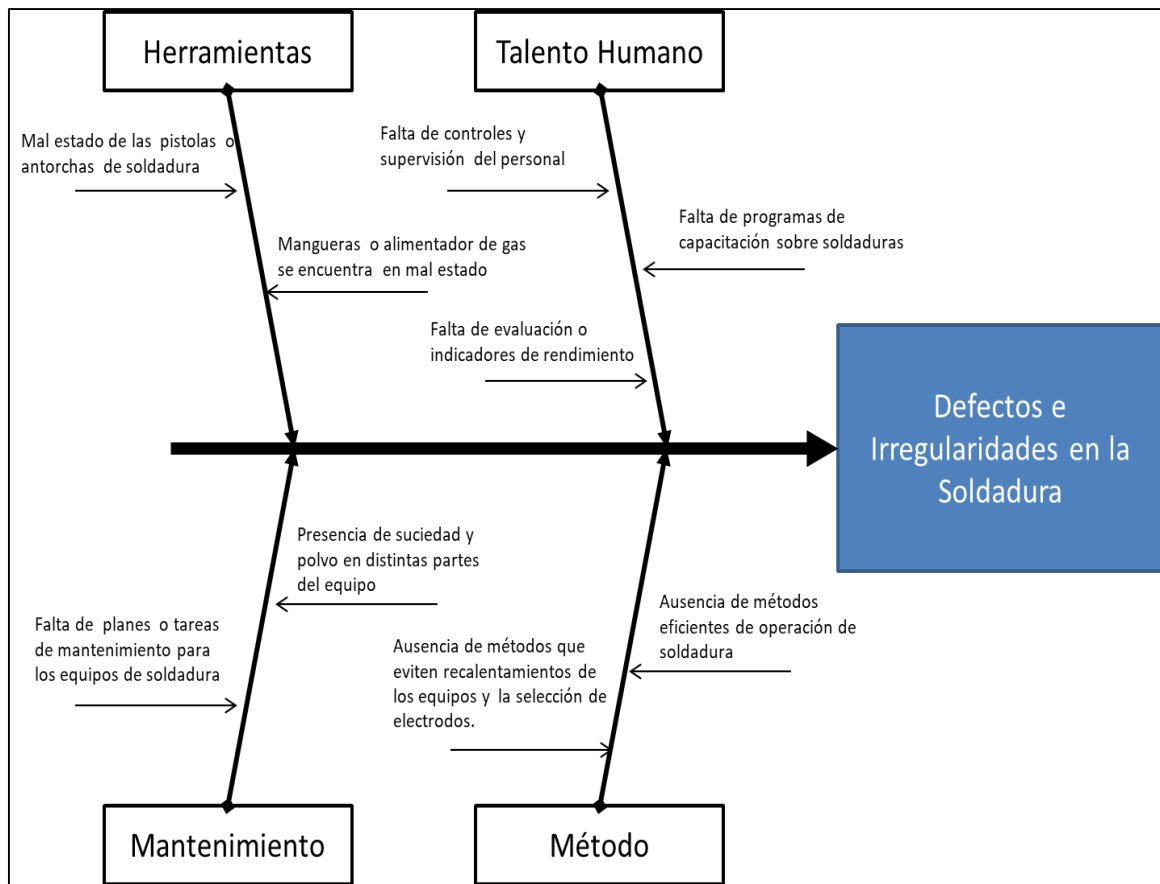 Herramientas
Talento Humano
Mal estado de las pistolas o
antorchas de soldadura
Falta de controles y
supervisión del personal
Falta de programas de
capacitación sobre soldaduras
Mangueras o alimentador de gas
se encuentra en mal estado
Falta de evaluación o
indicadores de rendimiento
Defectos e
Irregularidades en la
Soldadura
Presencia de suciedad y
polvo en distintas partes
del equipo
Falta de planes o tareas
de mantenimiento para
los equipos de soldadura
Ausencia de métodos
eficientes de operación de
soldadura
Ausencia de métodos que
eviten recalentamientos de
los equipos y la selección de
electrodos.
Mantenimiento
Método